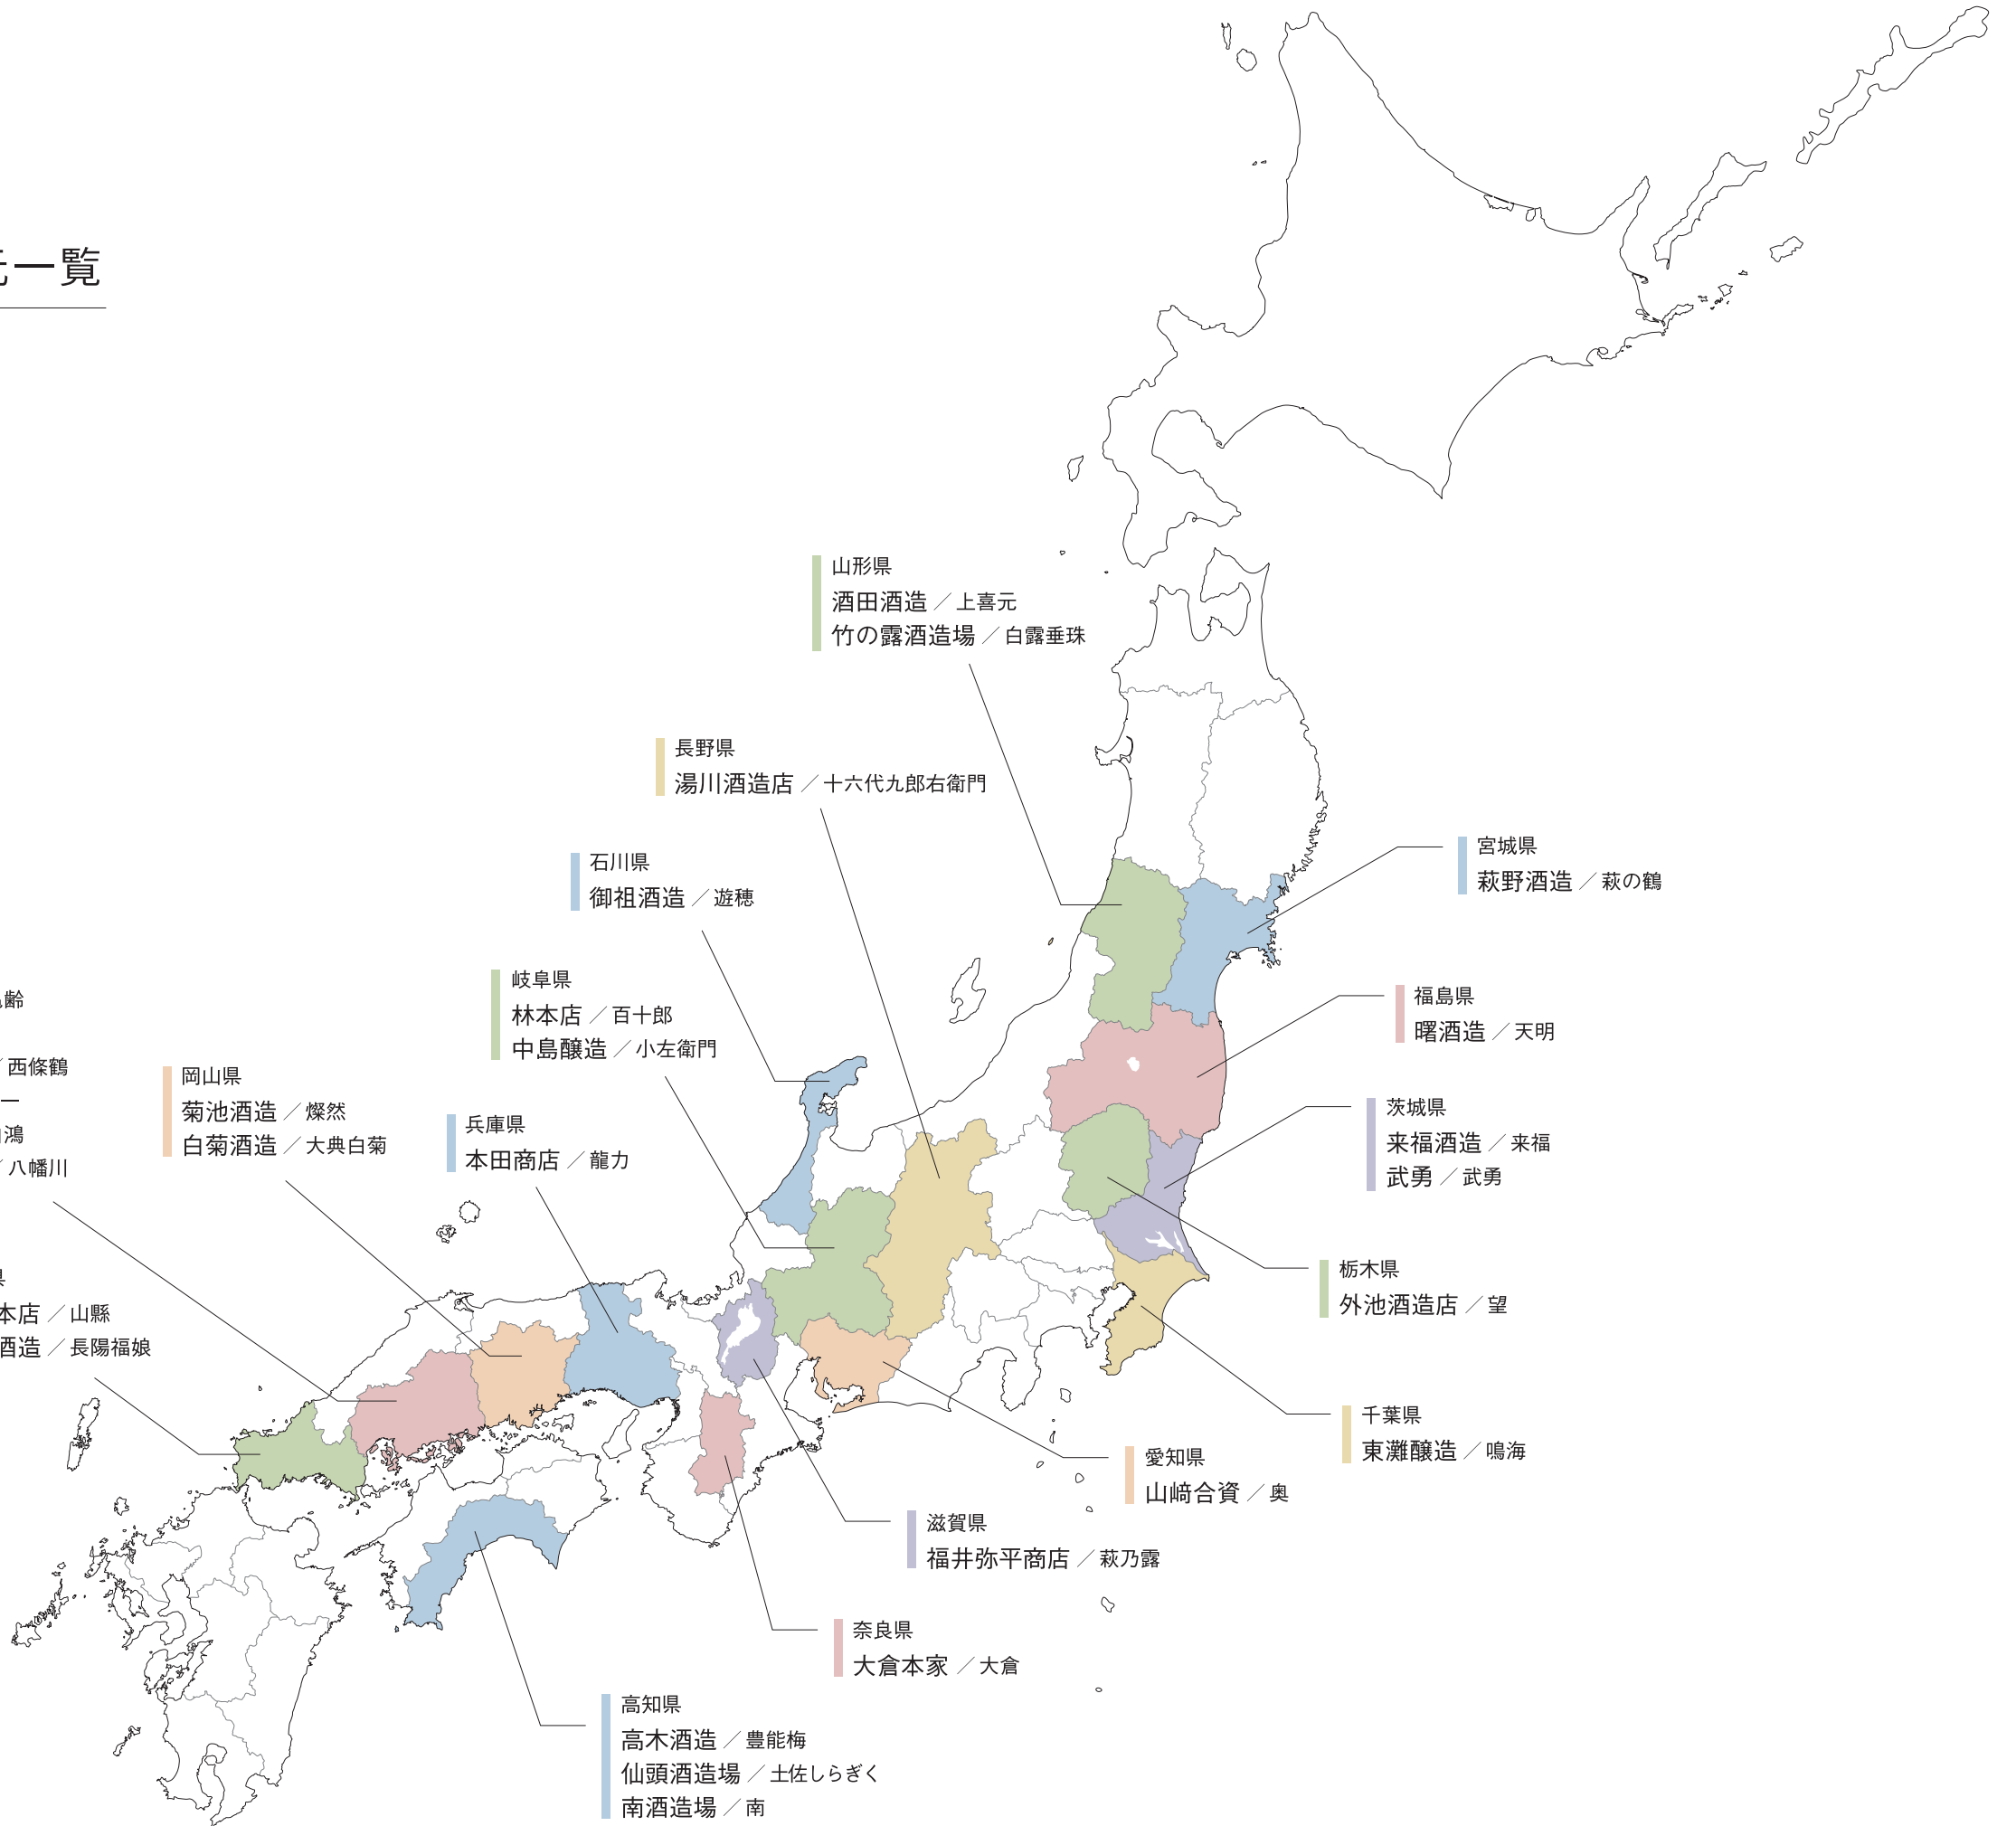 一覧
山形県
酒田酒造／上喜元
竹の露酒造場／白露垂珠
長野県
湯川酒造店／十六代九郎右衛門
宮城県
萩野酒造／萩の鶴
石川県
御祖酒造／遊穂
岐阜県
林本店／百十郎
中島醸造／小左衛門
福島県
曙酒造／天明
齢
／西條鶴
一
鴻
／八幡川
岡山県
菊池酒造／燦然
白菊酒造／大典白菊
兵庫県
本田商店／龍力
茨城県
来福酒造／来福
武勇／武勇
栃木県
外池酒造店／望
本店／山縣
酒造／長陽福娘
千葉県
東灘醸造／鳴海
愛知県
山﨑合資／奥
滋賀県
福井弥平商店／萩乃露
奈良県
大倉本家／大倉
高知県
高木酒造／豊能梅
仙頭酒造場／土佐しらぎく
南酒造場／南